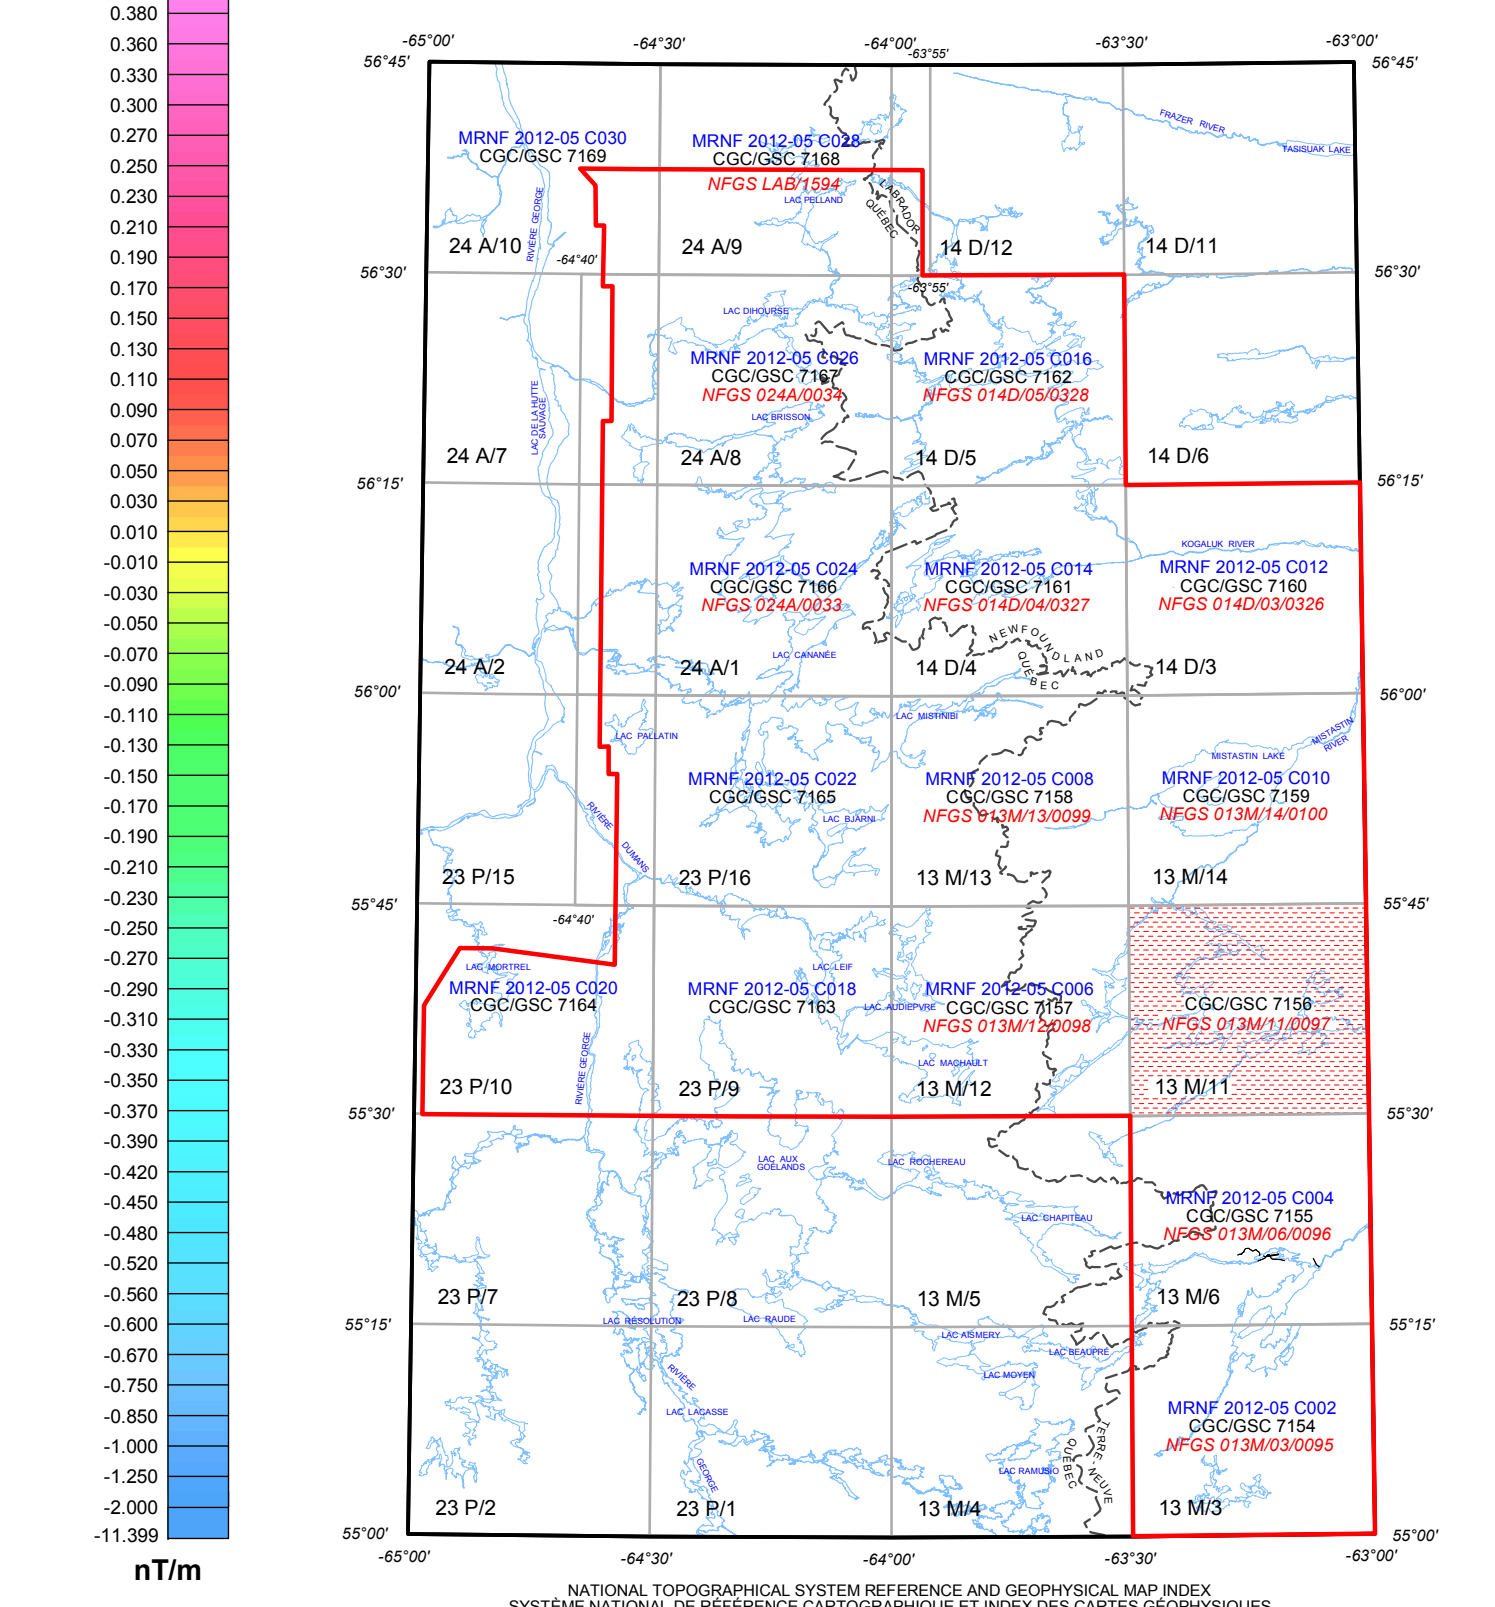 0.380
0.360
0.330
0.300
0.270
0.250
0.230
0.210
0.190
0.170
0.150
0.130
0.110
0.090
0.070
0.050
0.030
0.010
-0.010
-0.030
-0.050
-0.070
-0.090
-0.110
-0.130
-0.150
-0.170
-0.190
-0.210
-0.230
-0.250
-0.270
-0.290
-0.310
-0.330
-0.350
-0.370
-0.390
-0.420
-0.450
-0.480
-0.520
-0.560
-0.600
-0.670
-0.750
-0.850
-1.000
-1.250
-2.000
-11.399
nT/m
-65°00'
-64°30'
-64°00'
-63°55'
-63°30'
-63°00'
56°45'
56°45'
FRAZER RIVER
TASISUAK LAKE
MRNF 2012-05 C030
CGC/GSC 7169
MRNF 2012-05 C028
CGC/GSC 7168
NFGS LAB/1594
LAC PELLAND
LABRADOR
QUÉBEC
RIVIÈRE GEORGE
24 A/10
24 A/9
14 D/12
14 D/11
-64°40'
56°30'
56°30'
-63°55'
LAC DIHOURSE
MRNF 2012-05 C026
CGC/GSC 7167
NFGS 024A/0034
LAC BRISSON
MRNF 2012-05 C016
CGC/GSC 7162
NFGS 014D/05/0328
LAC DE LA HUTTE
SAUVAGE
24 A/7
24 A/8
14 D/5
14 D/6
56°15'
56°15'
KOGALUK RIVER
MRNF 2012-05 C024
CGC/GSC 7166
NFGS 024A/0033
MRNF 2012-05 C014
CGC/GSC 7161
NFGS 014D/04/0327
MRNF 2012-05 C012
CGC/GSC 7160
NFGS 014D/03/0326
NEWFOUNDLAND
QUÉBEC
LAC CANANÉE
24 A/2
24 A/1
14 D/4
14 D/3
56°00'
56°00'
LAC MISTINIBI
LAC PALLATIN
MISTASTIN
RIVER
MISTASTIN LAKE
MRNF 2012-05 C022
CGC/GSC 7165
LAC BJARNI
MRNF 2012-05 C008
CGC/GSC 7158
NFGS 013M/13/0099
MRNF 2012-05 C010
CGC/GSC 7159
NFGS 013M/14/0100
RIVIÈRE
DUMANS
23 P/15
23 P/16
13 M/13
13 M/14
55°45'
55°45'
-64°40'
LAC MORTREL
LAC LEIF
MRNF 2012-05 C020
CGC/GSC 7164
MRNF 2012-05 C018
CGC/GSC 7163
LAC AUDIEPVRE
MRNF 2012-05 C006
CGC/GSC 7157
NFGS 013M/12/0098
CGC/GSC 7156
NFGS 013M/11/0097
LAC MACHAULT
RIVIÈRE GEORGE
23 P/10
23 P/9
13 M/12
13 M/11
55°30'
55°30'
LAC AUX
GOÉLANDS
LAC ROCHEREAU
LAC CHAPITEAU
MRNF 2012-05 C004
CGC/GSC 7155
NFGS 013M/06/0096
23 P/7
23 P/8
13 M/5
13 M/6
LAC RÉSOLUTION
LAC RAUDE
55°15'
55°15'
LAC AISMERY
LAC BEAUPRÉ
LAC MOYEN
RIVIÈRE
LAC LACASSE
GEORGE
MRNF 2012-05 C002
CGC/GSC 7154
NFGS 013M/03/0095
TERRE-NEUVE
QUÉBEC
LAC RAMUSIO
23 P/2
23 P/1
13 M/4
13 M/3
55°00'
55°00'
-65°00'
-64°30'
-64°00'
-63°30'
-63°00'
NATIONAL TOPOGRAPHICAL SYSTEM REFERENCE AND GEOPHYSICAL MAP INDEX
SYSTÈME NATIONAL DE RÉFÉRENCE CARTOGRAPHIQUE ET INDEX DES CARTES GÉOPHYSIQUES